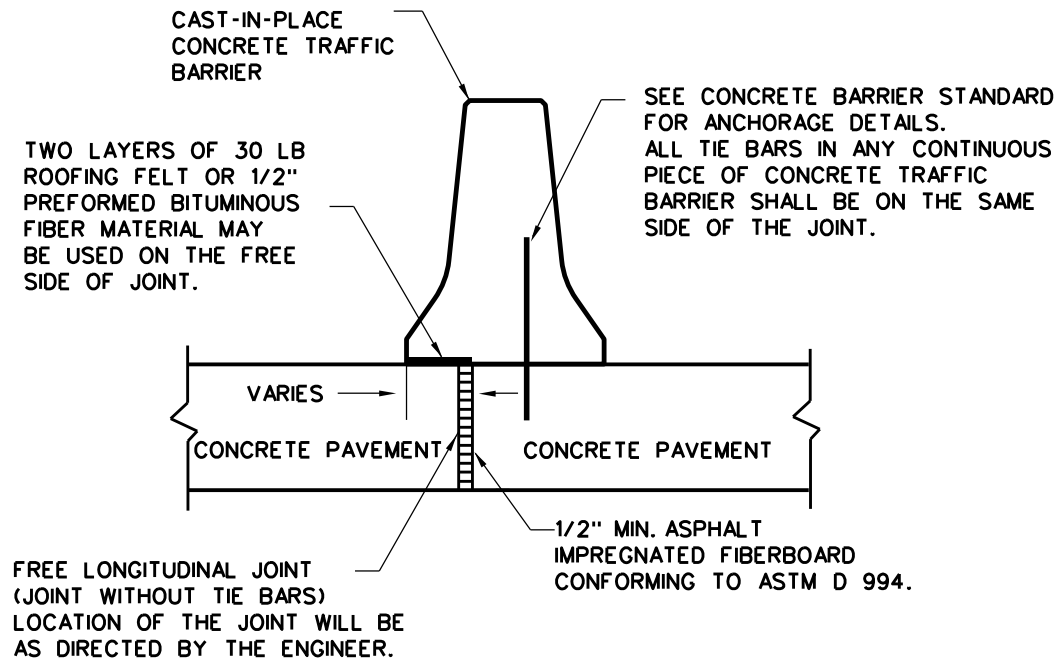 CAST-IN-PLACE
CONCRETE TRAFFIC
BARRIER
SEE CONCRETE BARRIER STANDARD
FOR ANCHORAGE DETAILS.
ALL TIE BARS IN ANY CONTINUOUS
PIECE OF CONCRETE TRAFFIC
BARRIER SHALL BE ON THE SAME
SIDE OF THE JOINT.
TWO LAYERS OF 30 LB
ROOFING FELT OR 1/2"
PREFORMED BITUMINOUS
FIBER MATERIAL MAY
BE USED ON THE FREE
SIDE OF JOINT.
VARIES
CONCRETE PAVEMENT
CONCRETE PAVEMENT
1/2" MIN. ASPHALT
IMPREGNATED FIBERBOARD
CONFORMING TO ASTM D 994.
FREE LONGITUDINAL JOINT
(JOINT WITHOUT TIE BARS)
LOCATION OF THE JOINT WILL BE
AS DIRECTED BY THE ENGINEER.